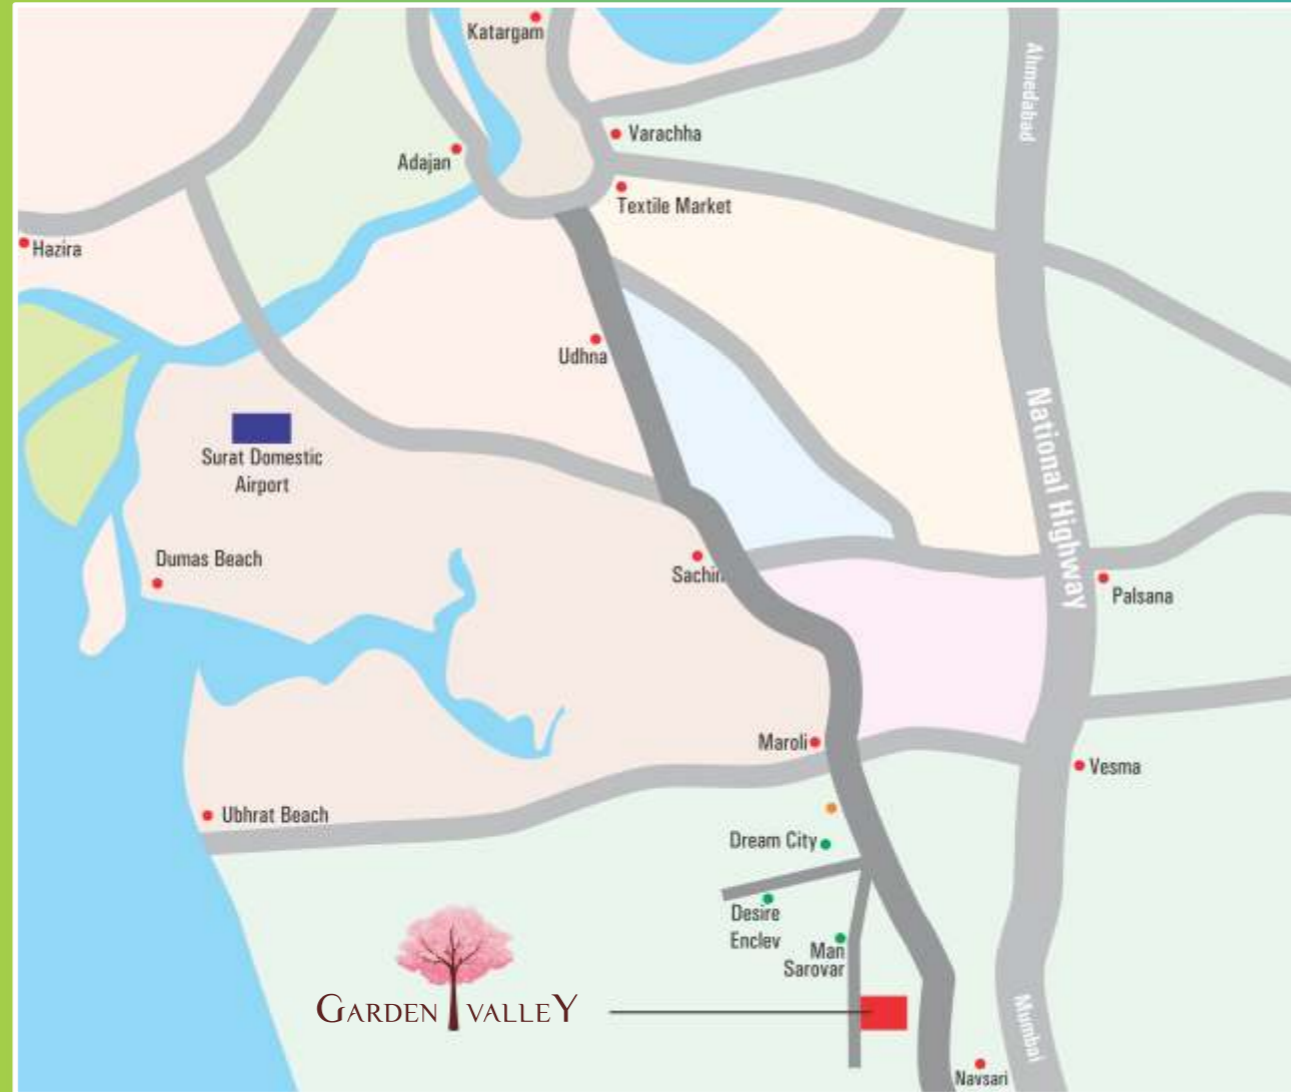 Katargam
Ahmedabad
Varachha
Adajan
Textile Market
Hazira
Udhna
National Highway
Surat Domestic
Airport
Dumas Beach
Sachin
Palsana
Maroli
Vesma
Ubhrat Beach
Dream City
Desire
Enclev
Man
Sarovar
GARDEN VALLEY
Mumbai
Navsari